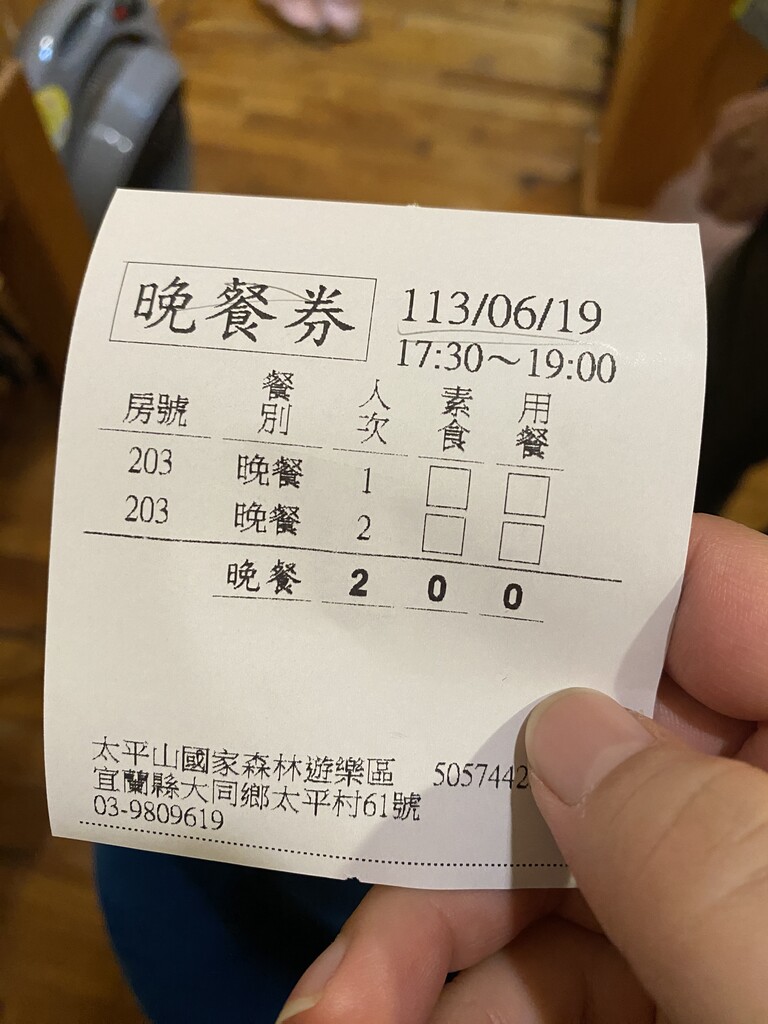 晚餐券
113/06/19
17:30～19:00
房號 餐別 人次 素食 用餐
203 晚餐 1 □ □
203 晚餐 2 □ □
晚餐 2 0 0
太平山國家森林遊樂區 5057442
宜蘭縣大同鄉太平村61號
03-9809619